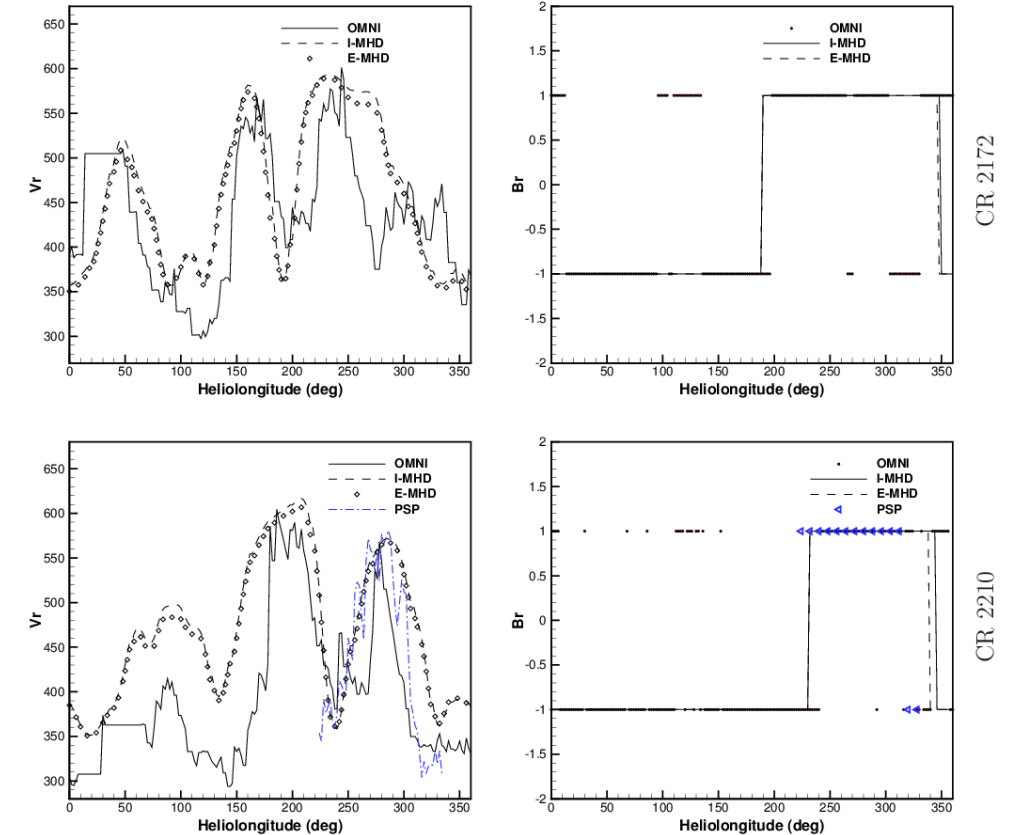 650
600
550
500
450
400
350
300
Vr
0 50 100 150 200 250 300 350
Heliolongitude (deg)
OMNI
I-MHD
E-MHD
2
1.5
1
0.5
0
-0.5
-1
-1.5
-2
Br
0 50 100 150 200 250 300 350
Heliolongitude (deg)
OMNI
I-MHD
E-MHD
CR 2172
650
600
550
500
450
400
350
300
Vr
0 50 100 150 200 250 300 350
Heliolongitude (deg)
OMNI
I-MHD
E-MHD
PSP
2
1.5
1
0.5
0
-0.5
-1
-1.5
-2
Br
0 50 100 150 200 250 300 350
Heliolongitude (deg)
OMNI
I-MHD
E-MHD
PSP
CR 2210